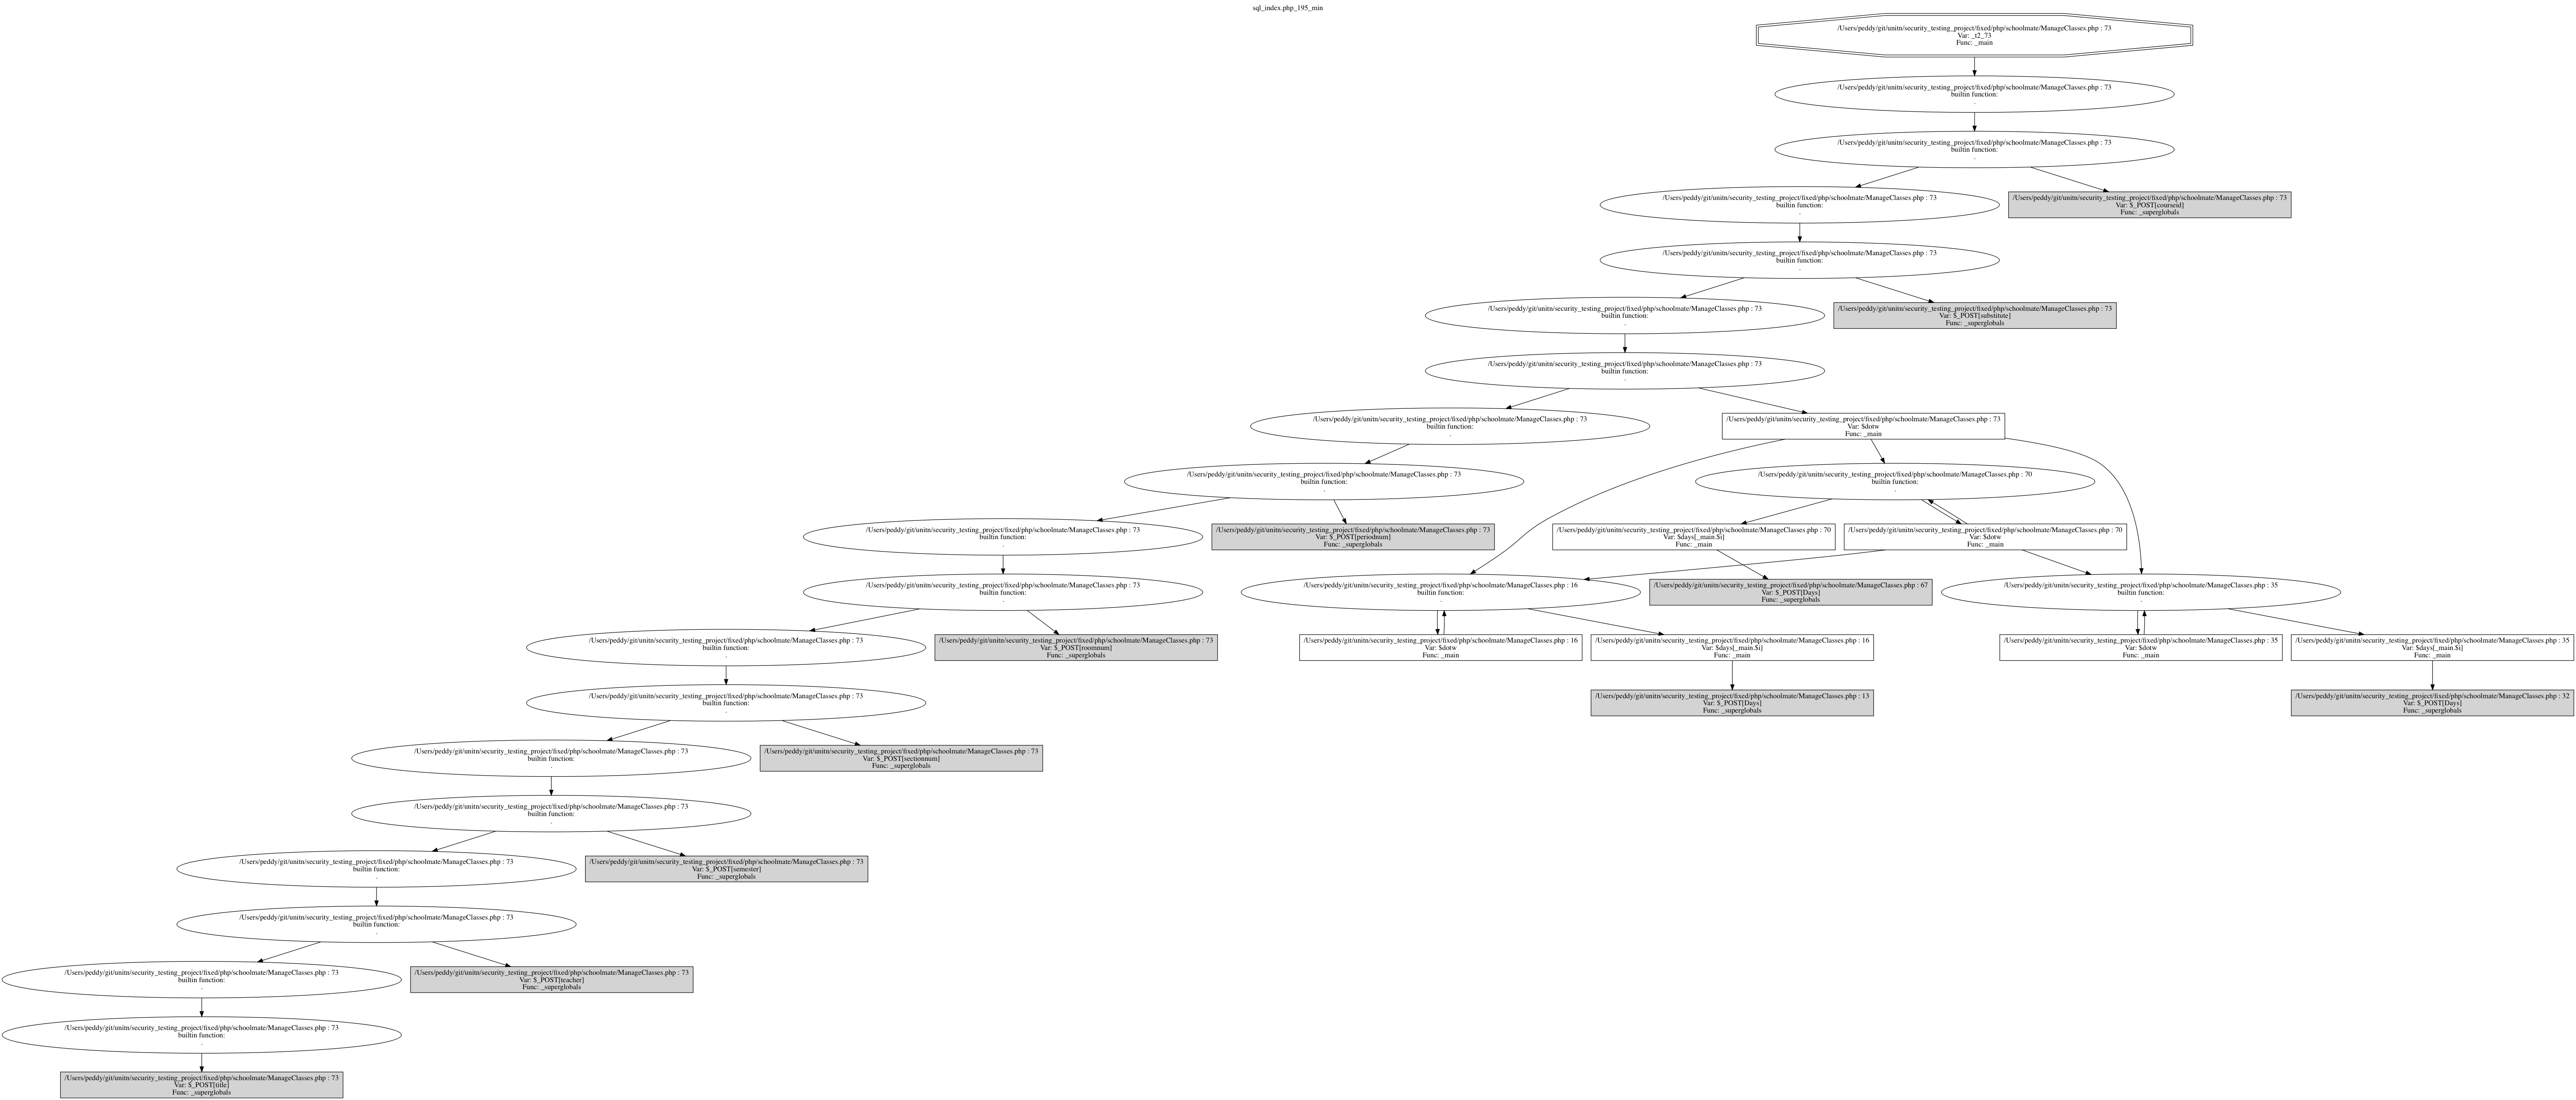 sql_index.php_195_min
/Users/peddy/git/unitn/security_testing_project/fixed/php/schoolmate/ManageClasses.php : 73
Var: _t2_73
Func: _main
/Users/peddy/git/unitn/security_testing_project/fixed/php/schoolmate/ManageClasses.php : 73
builtin function:
.
/Users/peddy/git/unitn/security_testing_project/fixed/php/schoolmate/ManageClasses.php : 73
builtin function:
.
/Users/peddy/git/unitn/security_testing_project/fixed/php/schoolmate/ManageClasses.php : 73
builtin function:
.
/Users/peddy/git/unitn/security_testing_project/fixed/php/schoolmate/ManageClasses.php : 73
Var: $_POST[courseid]
Func: _superglobals
/Users/peddy/git/unitn/security_testing_project/fixed/php/schoolmate/ManageClasses.php : 73
builtin function:
.
/Users/peddy/git/unitn/security_testing_project/fixed/php/schoolmate/ManageClasses.php : 73
builtin function:
.
/Users/peddy/git/unitn/security_testing_project/fixed/php/schoolmate/ManageClasses.php : 73
Var: $_POST[substitute]
Func: _superglobals
/Users/peddy/git/unitn/security_testing_project/fixed/php/schoolmate/ManageClasses.php : 73
builtin function:
.
/Users/peddy/git/unitn/security_testing_project/fixed/php/schoolmate/ManageClasses.php : 73
builtin function:
.
/Users/peddy/git/unitn/security_testing_project/fixed/php/schoolmate/ManageClasses.php : 73
Var: $dotw
Func: _main
/Users/peddy/git/unitn/security_testing_project/fixed/php/schoolmate/ManageClasses.php : 73
builtin function:
.
/Users/peddy/git/unitn/security_testing_project/fixed/php/schoolmate/ManageClasses.php : 70
builtin function:
.
/Users/peddy/git/unitn/security_testing_project/fixed/php/schoolmate/ManageClasses.php : 73
builtin function:
.
/Users/peddy/git/unitn/security_testing_project/fixed/php/schoolmate/ManageClasses.php : 73
Var: $_POST[periodnum]
Func: _superglobals
/Users/peddy/git/unitn/security_testing_project/fixed/php/schoolmate/ManageClasses.php : 70
Var: $days[_main.$i]
Func: _main
/Users/peddy/git/unitn/security_testing_project/fixed/php/schoolmate/ManageClasses.php : 70
Var: $dotw
Func: _main
/Users/peddy/git/unitn/security_testing_project/fixed/php/schoolmate/ManageClasses.php : 73
builtin function:
.
/Users/peddy/git/unitn/security_testing_project/fixed/php/schoolmate/ManageClasses.php : 16
builtin function:
.
/Users/peddy/git/unitn/security_testing_project/fixed/php/schoolmate/ManageClasses.php : 67
Var: $_POST[Days]
Func: _superglobals
/Users/peddy/git/unitn/security_testing_project/fixed/php/schoolmate/ManageClasses.php : 35
builtin function:
.
/Users/peddy/git/unitn/security_testing_project/fixed/php/schoolmate/ManageClasses.php : 73
builtin function:
.
/Users/peddy/git/unitn/security_testing_project/fixed/php/schoolmate/ManageClasses.php : 73
Var: $_POST[roomnum]
Func: _superglobals
/Users/peddy/git/unitn/security_testing_project/fixed/php/schoolmate/ManageClasses.php : 16
Var: $dotw
Func: _main
/Users/peddy/git/unitn/security_testing_project/fixed/php/schoolmate/ManageClasses.php : 16
Var: $days[_main.$i]
Func: _main
/Users/peddy/git/unitn/security_testing_project/fixed/php/schoolmate/ManageClasses.php : 35
Var: $dotw
Func: _main
/Users/peddy/git/unitn/security_testing_project/fixed/php/schoolmate/ManageClasses.php : 35
Var: $days[_main.$i]
Func: _main
/Users/peddy/git/unitn/security_testing_project/fixed/php/schoolmate/ManageClasses.php : 73
builtin function:
.
/Users/peddy/git/unitn/security_testing_project/fixed/php/schoolmate/ManageClasses.php : 13
Var: $_POST[Days]
Func: _superglobals
/Users/peddy/git/unitn/security_testing_project/fixed/php/schoolmate/ManageClasses.php : 32
Var: $_POST[Days]
Func: _superglobals
/Users/peddy/git/unitn/security_testing_project/fixed/php/schoolmate/ManageClasses.php : 73
builtin function:
.
/Users/peddy/git/unitn/security_testing_project/fixed/php/schoolmate/ManageClasses.php : 73
Var: $_POST[sectionnum]
Func: _superglobals
/Users/peddy/git/unitn/security_testing_project/fixed/php/schoolmate/ManageClasses.php : 73
builtin function:
.
/Users/peddy/git/unitn/security_testing_project/fixed/php/schoolmate/ManageClasses.php : 73
builtin function:
.
/Users/peddy/git/unitn/security_testing_project/fixed/php/schoolmate/ManageClasses.php : 73
Var: $_POST[semester]
Func: _superglobals
/Users/peddy/git/unitn/security_testing_project/fixed/php/schoolmate/ManageClasses.php : 73
builtin function:
.
/Users/peddy/git/unitn/security_testing_project/fixed/php/schoolmate/ManageClasses.php : 73
builtin function:
.
/Users/peddy/git/unitn/security_testing_project/fixed/php/schoolmate/ManageClasses.php : 73
Var: $_POST[teacher]
Func: _superglobals
/Users/peddy/git/unitn/security_testing_project/fixed/php/schoolmate/ManageClasses.php : 73
builtin function:
.
/Users/peddy/git/unitn/security_testing_project/fixed/php/schoolmate/ManageClasses.php : 73
Var: $_POST[title]
Func: _superglobals